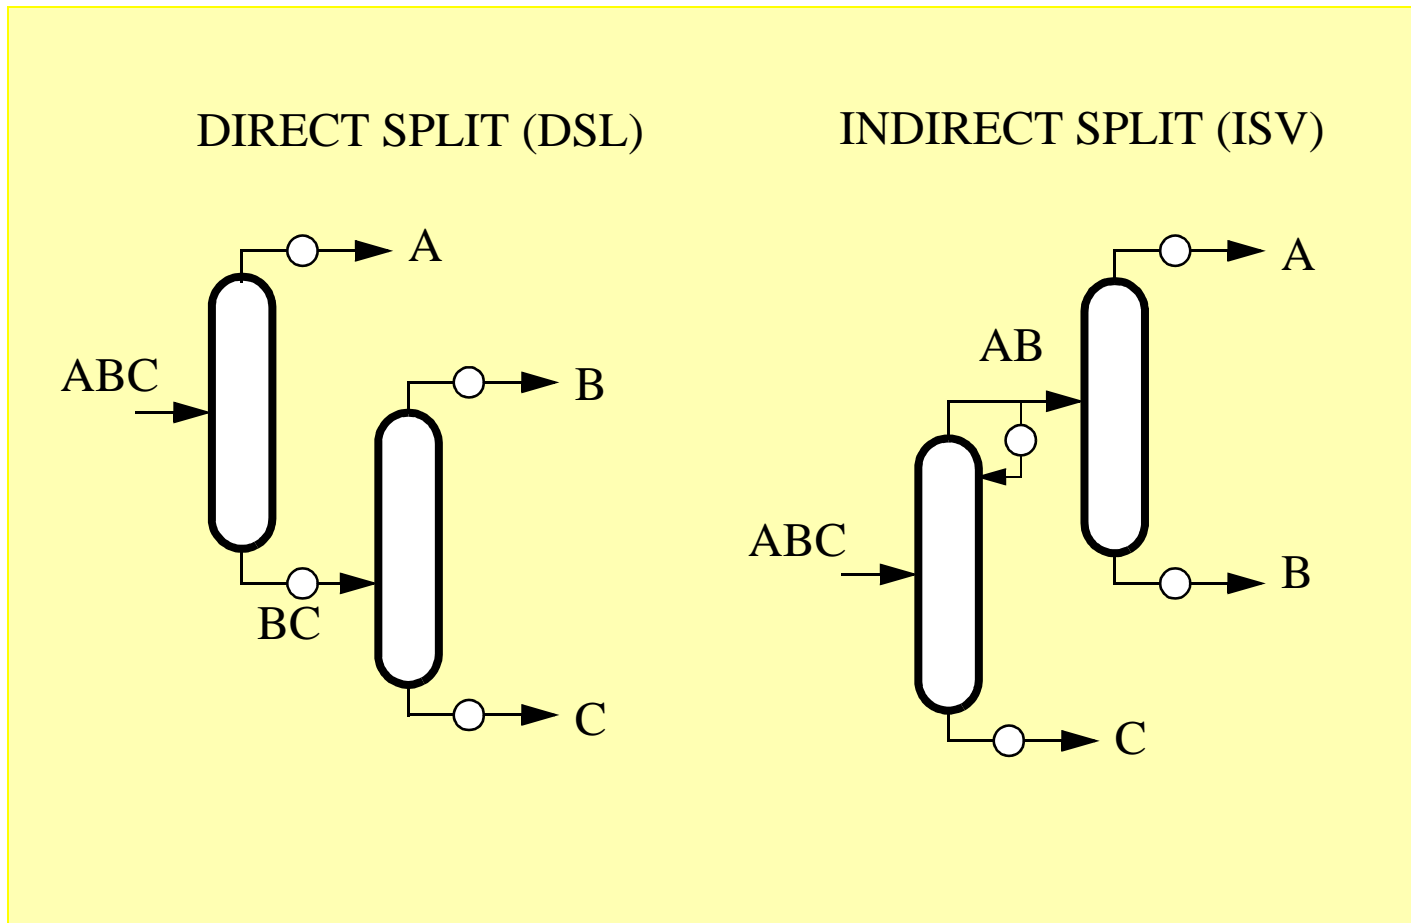 DIRECT SPLIT (DSL)
INDIRECT SPLIT (ISV)
A
ABC
B
BC
C
A
AB
ABC
B
C